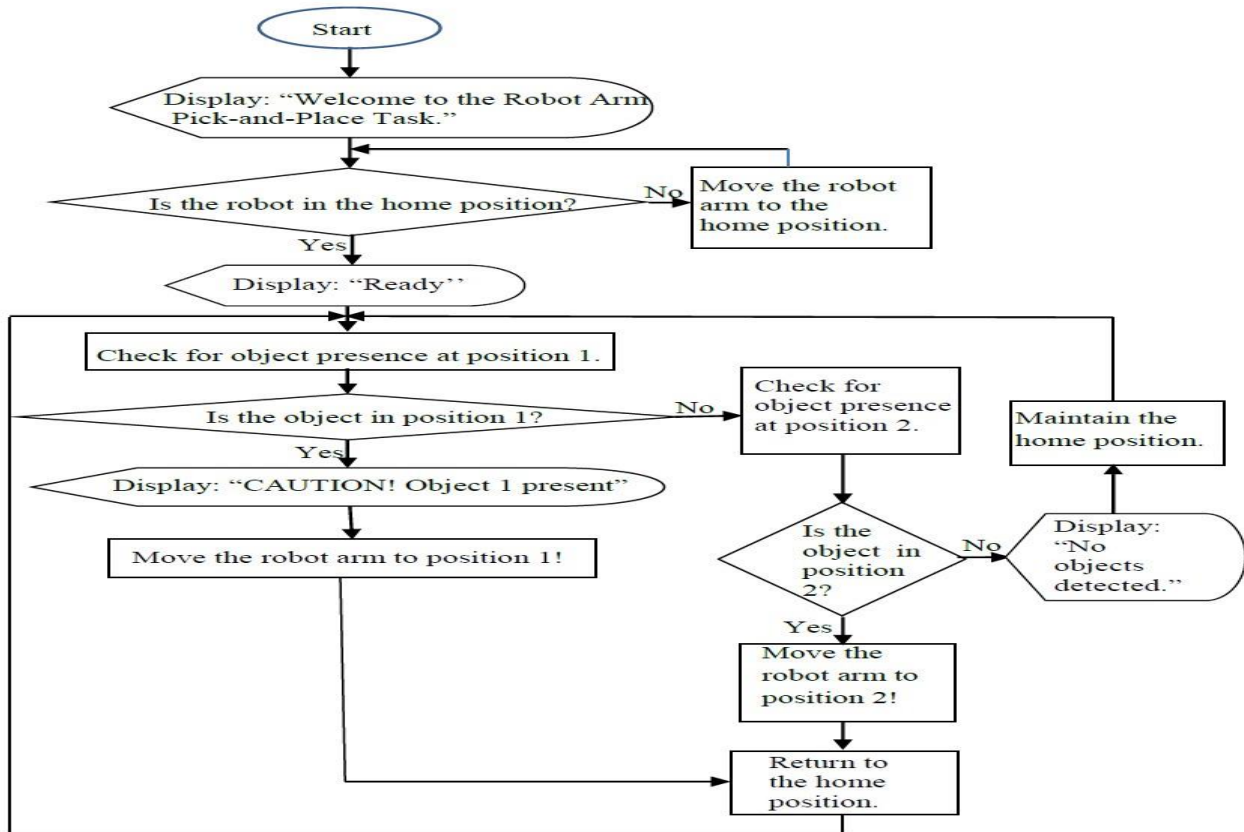 Start
Display: “Welcome to the Robot Arm
Pick-and-Place Task.”
Is the robot in the home position?
No
Move the robot
arm to the
home position.
Yes
Display: “Ready’’
Check for object presence at position 1.
Is the object in position 1?
No
Check for
object presence
at position 2.
Maintain the
home position.
Yes
Display: “CAUTION! Object 1 present”
Move the robot arm to position 1!
Is the
object in
position
2?
No
Display:
“No
objects
detected.”
Yes
Move the
robot arm to
position 2!
Return to
the home
position.